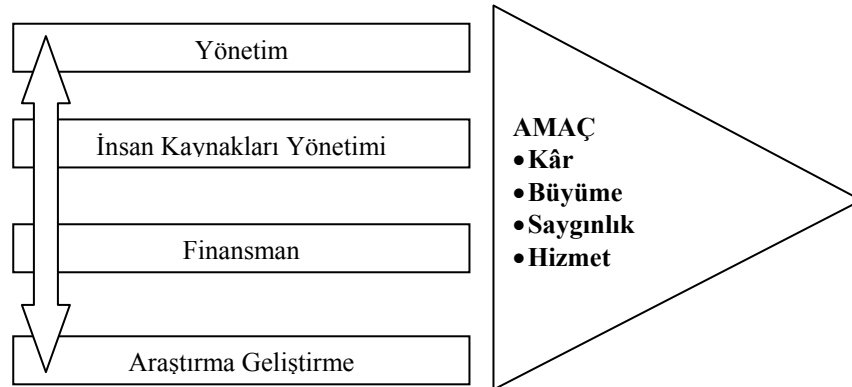 Yönetim
İnsan Kaynakları Yönetimi
Finansman
Araştırma Geliştirme
AMAÇ
•Kâr
•Büyüme
•Saygınlık
•Hizmet